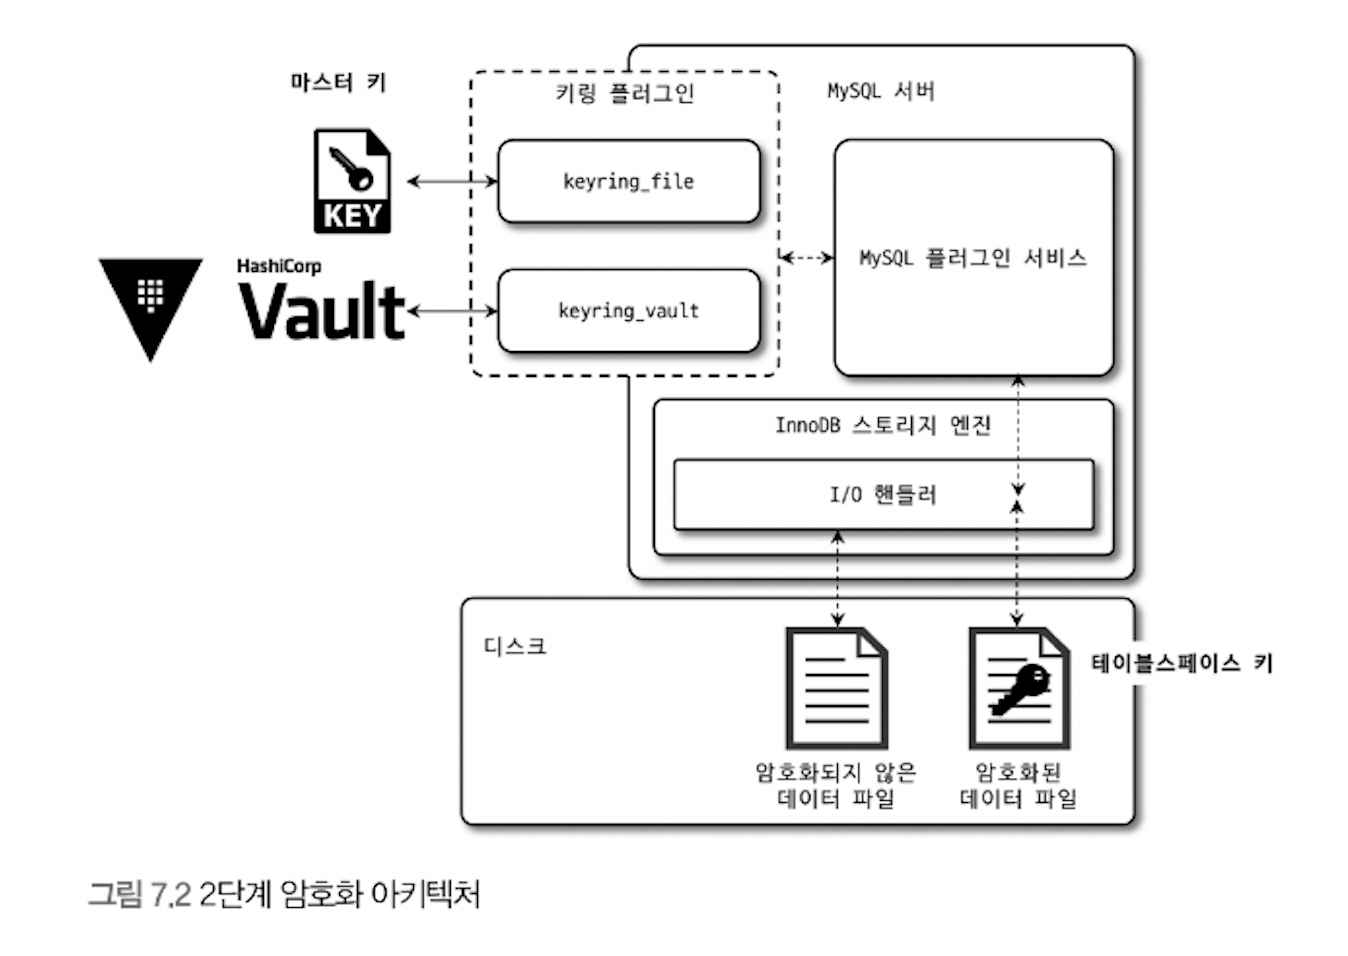 마스터 키
키링 플러그인
MySQL 서버
KEY
keyring_file
HashiCorp
Vault
keyring_vault
MySQL 플러그인 서비스
InnoDB 스토리지 엔진
I/O 핸들러
디스크
테이블스페이스 키
암호화되지 않은
데이터 파일
암호화된
데이터 파일
그림 7.2 2단계 암호화 아키텍처